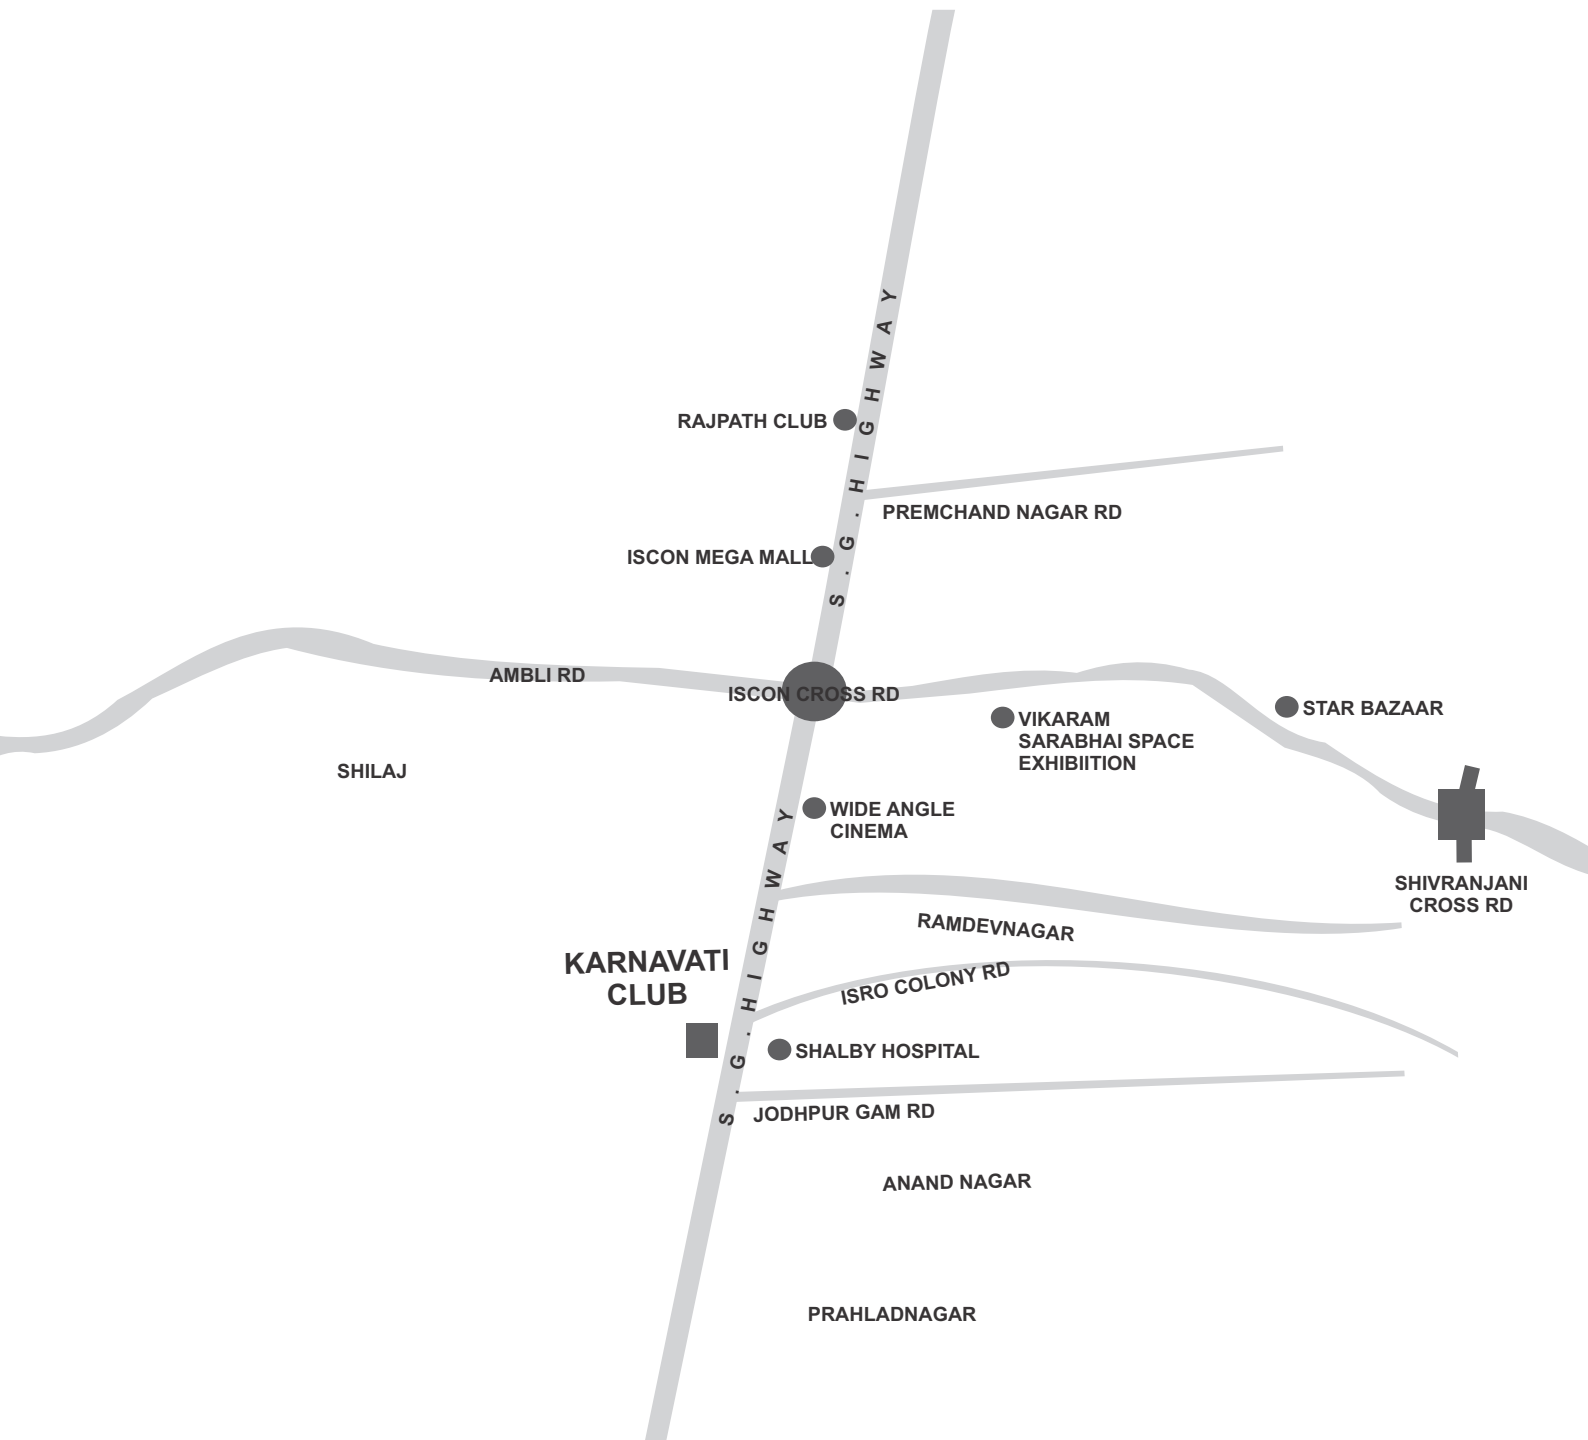 S.G.HIGHWAY
RAJPATH CLUB
PREMCHAND NAGAR RD
ISCON MEGA MALL
AMBLI RD
ISCON CROSS RD
STAR BAZAAR
VIKARAM
SARABHAI SPACE
EXHIBIITION
SHILAJ
WIDE ANGLE
CINEMA
SHIVRANJANI
CROSS RD
S.G.HIGHWAY
RAMDEVNAGAR
KARNAVATI
CLUB
ISRO COLONY RD
SHALBY HOSPITAL
JODHPUR GAM RD
ANAND NAGAR
PRAHLADNAGAR